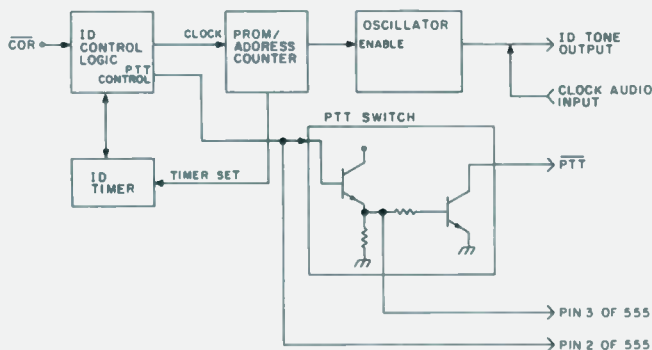 COR
ID
CONTROL
LOGIC
PTT
CONTROL
CLOCK
PROM/
ADDRESS
COUNTER
OSCILLATOR
ENABLE
ID TONE
OUTPUT
CLOCK AUDIO
INPUT
PTT SWITCH
PTT
ID
TIMER
TIMER SET
PIN 3 OF 555
PIN 2 OF 555